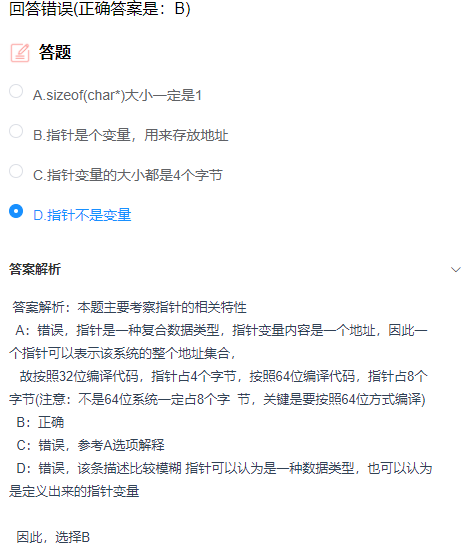 回答错误(正确答案是：B)
答题
A.sizeof(char*)大小一定是1
B.指针是个变量，用来存放地址
C.指针变量的大小都是4个字节
D.指针不是变量
答案解析
答案解析：本题主要考察指针的相关特性
A：错误，指针是一种复合数据类型，指针变量内容是一个地址，因此一
个指针可以表示该系统的整个地址集合，
故按照32位编译代码，指针占4个字节，按照64位编译代码，指针占8个
字节(注意：不是64位系统一定占8个字 节，关键是要按照64位方式编译)
B：正确
C：错误，参考A选项解释
D：错误，该条描述比较模糊 指针可以认为是一种数据类型，也可以认为
是定义出来的指针变量
因此，选择B